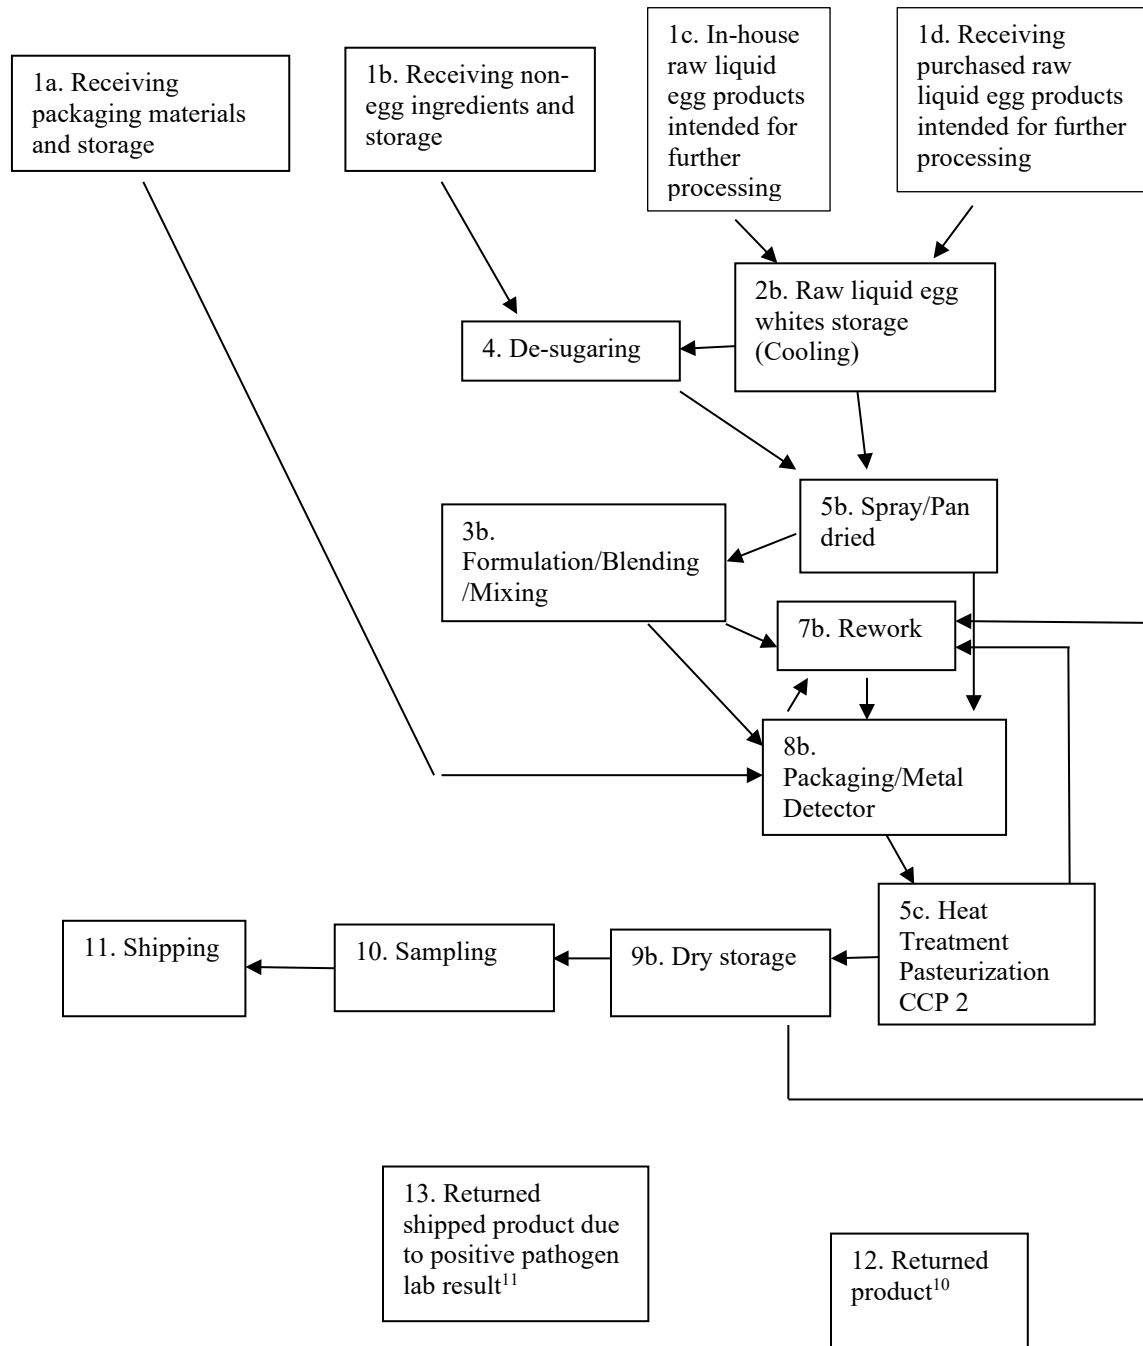 1a. Receiving
packaging materials
and storage
1b. Receiving non-
egg ingredients and
storage
1c. In-house
raw liquid
egg products
intended for
further
processing
1d. Receiving
purchased raw
liquid egg products
intended for further
processing
2b. Raw liquid egg
whites storage
(Cooling)
4. De-sugaring
5b. Spray/Pan
dried
3b.
Formulation/Blending
/Mixing
7b. Rework
8b.
Packaging/Metal
Detector
5c. Heat
Treatment
Pasteurization
CCP 2
9b. Dry storage
10. Sampling
11. Shipping
13. Returned
shipped product due
to positive pathogen
lab result11
12. Returned
product10